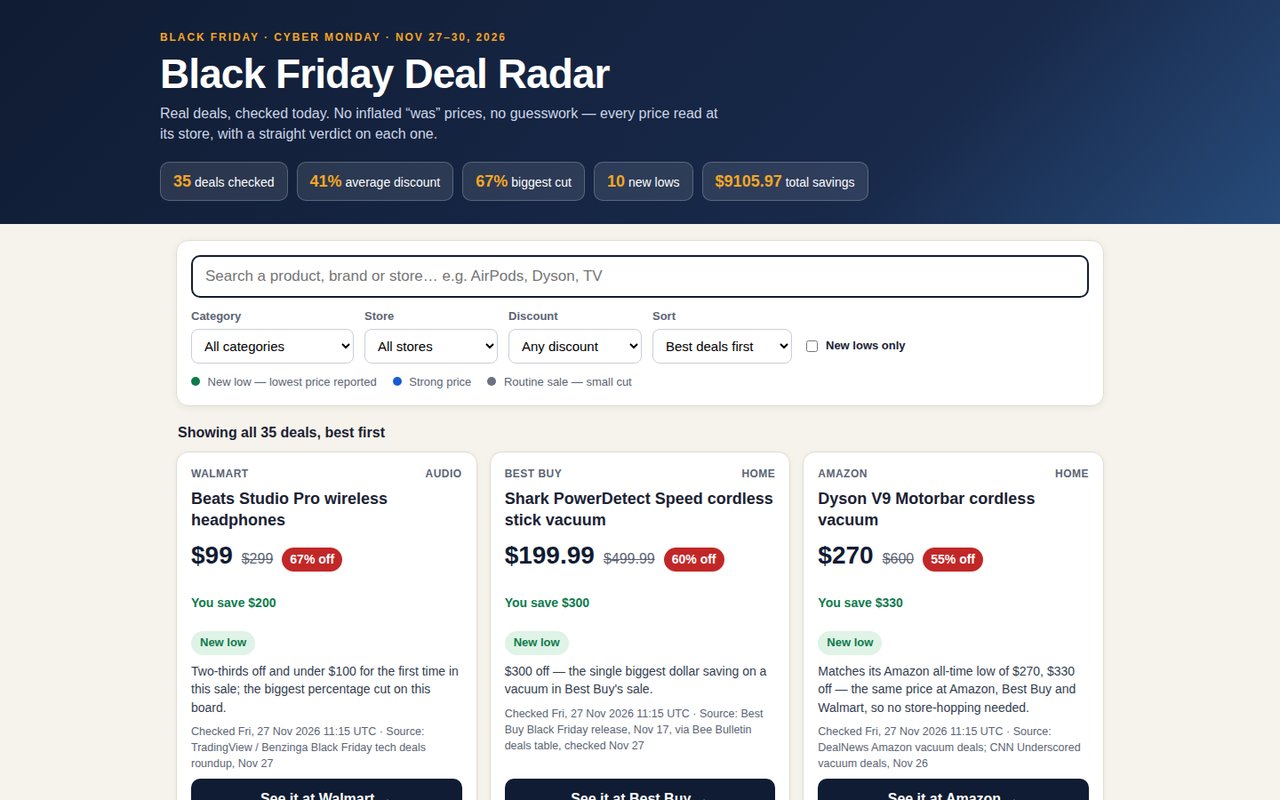 BLACK FRIDAY · CYBER MONDAY · NOV 27–30, 2026
Black Friday Deal Radar
Real deals, checked today. No inflated “was” prices, no guesswork — every price read at
its store, with a straight verdict on each one.
35 deals checked
41% average discount
67% biggest cut
10 new lows
$9105.97 total savings
Search a product, brand or store… e.g. AirPods, Dyson, TV
Category
Store
Discount
Sort
All categories
All stores
Any discount
Best deals first
New lows only
New low — lowest price reported
Strong price
Routine sale — small cut
Showing all 35 deals, best first
WALMART
AUDIO
Beats Studio Pro wireless
headphones
$99 $299 67% off
You save $200
New low
Two-thirds off and under $100 for the first time in
this sale; the biggest percentage cut on this
board.
Checked Fri, 27 Nov 2026 11:15 UTC · Source:
TradingView / Benzinga Black Friday tech deals
roundup, Nov 27
See it at Walmart
BEST BUY
HOME
Shark PowerDetect Speed cordless
stick vacuum
$199.99 $499.99 60% off
You save $300
New low
$300 off — the single biggest dollar saving on a
vacuum in Best Buy's sale.
Checked Fri, 27 Nov 2026 11:15 UTC · Source: Best
Buy Black Friday release, Nov 17, via Bee Bulletin
deals table, checked Nov 27
See it at Best Buy
AMAZON
HOME
Dyson V9 Motorbar cordless
vacuum
$270 $600 55% off
You save $330
New low
Matches its Amazon all-time low of $270, $330
off — the same price at Amazon, Best Buy and
Walmart, so no store-hopping needed.
Checked Fri, 27 Nov 2026 11:15 UTC · Source:
DealNews Amazon vacuum deals; CNN Underscored
vacuum deals, Nov 26
See it at Amazon